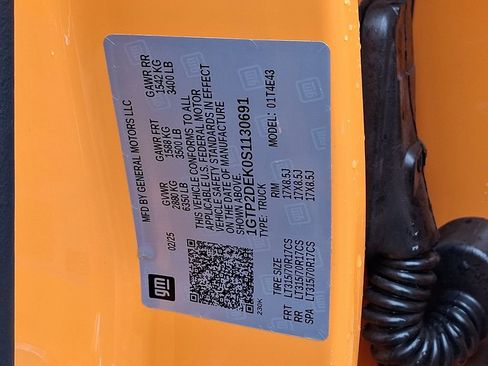 MFD BY GENERAL MOTORS LLC
02/25
GVWR
2880 KG
6350 LB
GAWR FRT
1588 KG
3500 LB
GAWR RR
1542 KG
3400 LB
THIS VEHICLE CONFORMS TO ALL
APPLICABLE U.S. FEDERAL MOTOR
VEHICLE SAFETY STANDARDS IN EFFECT
ON THE DATE OF MANUFACTURE
SHOWN ABOVE.
1GTP2DEK0S1130691
TYPE: TRUCK
MODEL: 01T4E43
gm
230K
TIRE SIZE
RIM
FRT LT315/70R17CS 17X8.5J
RR LT315/70R17CS 17X8.5J
SPA LT315/70R17CS 17X8.5J